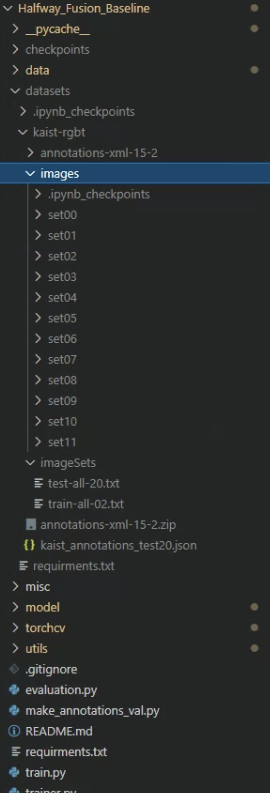 Halfway_Fusion_Baseline
__pycache__
checkpoints
data
datasets
.ipynb_checkpoints
kaist-rgbt
annotations-xml-15-2
images
.ipynb_checkpoints
set00
set01
set02
set03
set04
set05
set06
set07
set08
set09
set10
set11
imageSets
test-all-20.txt
train-all-02.txt
annotations-xml-15-2.zip
{} kaist_annotations_test20.json
requirments.txt
misc
model
torchcv
utils
.gitignore
evaluation.py
make_annotations_val.py
README.md
requirments.txt
train.py
trainer.py